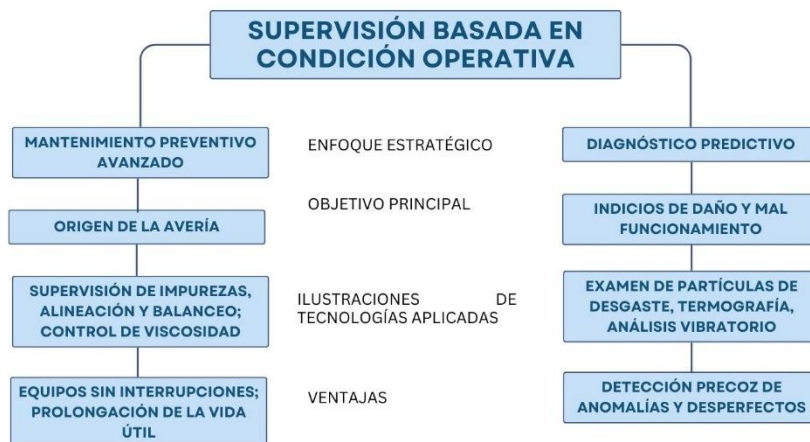 SUPERVISIÓN BASADA EN
CONDICIÓN OPERATIVA
MANTENIMIENTO PREVENTIVO
AVANZADO
ENFOQUE ESTRATÉGICO
DIAGNÓSTICO PREDICTIVO
ORIGEN DE LA AVERÍA
OBJETIVO PRINCIPAL
INDICIOS DE DAÑO Y MAL
FUNCIONAMIENTO
SUPERVISIÓN DE IMPUREZAS,
ALINEACIÓN Y BALANCEO;
CONTROL DE VISCOSIDAD
ILUSTRACIONES DE
TECNOLOGÍAS APLICADAS
EXAMEN DE PARTÍCULAS DE
DESGASTE, TERMOGRAFÍA,
ANÁLISIS VIBRATORIO
EQUIPOS SIN INTERRUPCIONES;
PROLONGACIÓN DE LA VIDA
ÚTIL
VENTAJAS
DETECCIÓN PRECOZ DE
ANOMALÍAS Y DESPERFECTOS